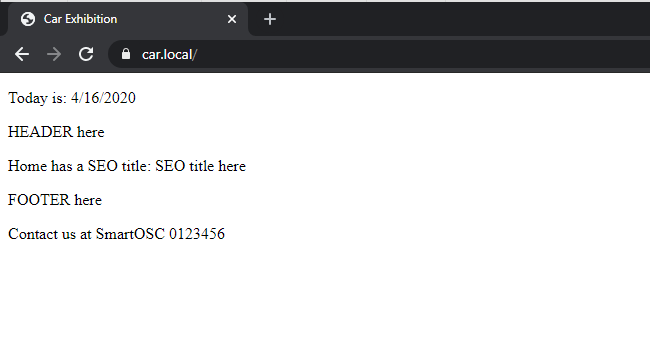 Car Exhibition
car.local/
Today is: 4/16/2020
HEADER here
Home has a SEO title: SEO title here
FOOTER here
Contact us at SmartOSC 0123456